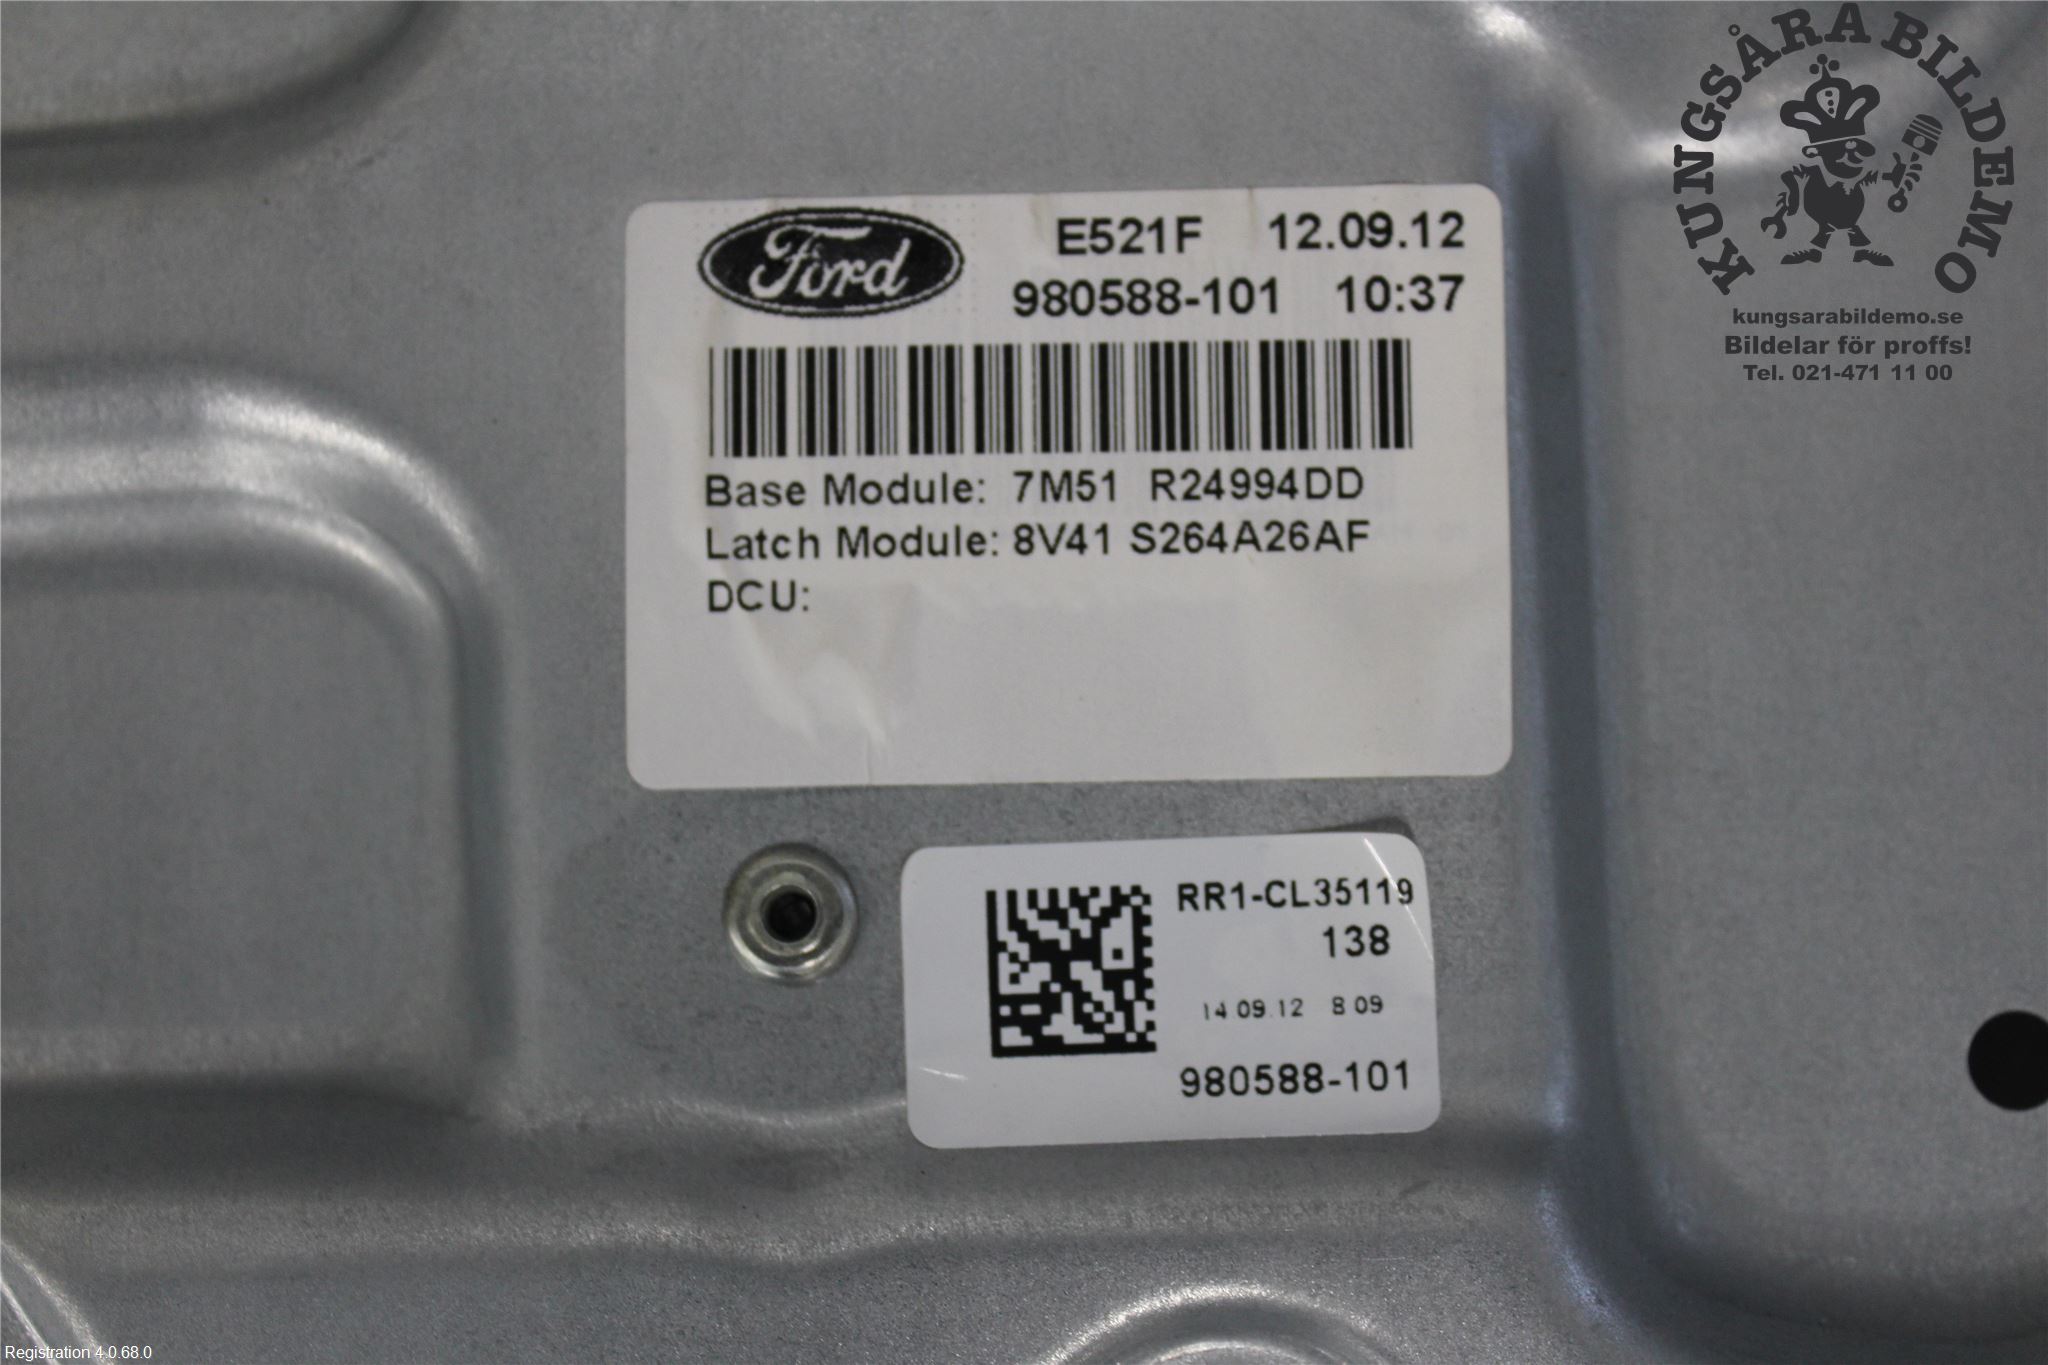 KUNGSÅRA BILDEMO
kungsarabildemo.se
Bildelar för proffs!
Tel. 021-471 11 00
Ford E521F 12.09.12
980588-101 10:37
Base Module: 7M51 R24994DD
Latch Module: 8V41 S264A26AF
DCU:
RR1-CL35119
138
14.09.12 8 09
980588-101
Registration 4.0.68.0